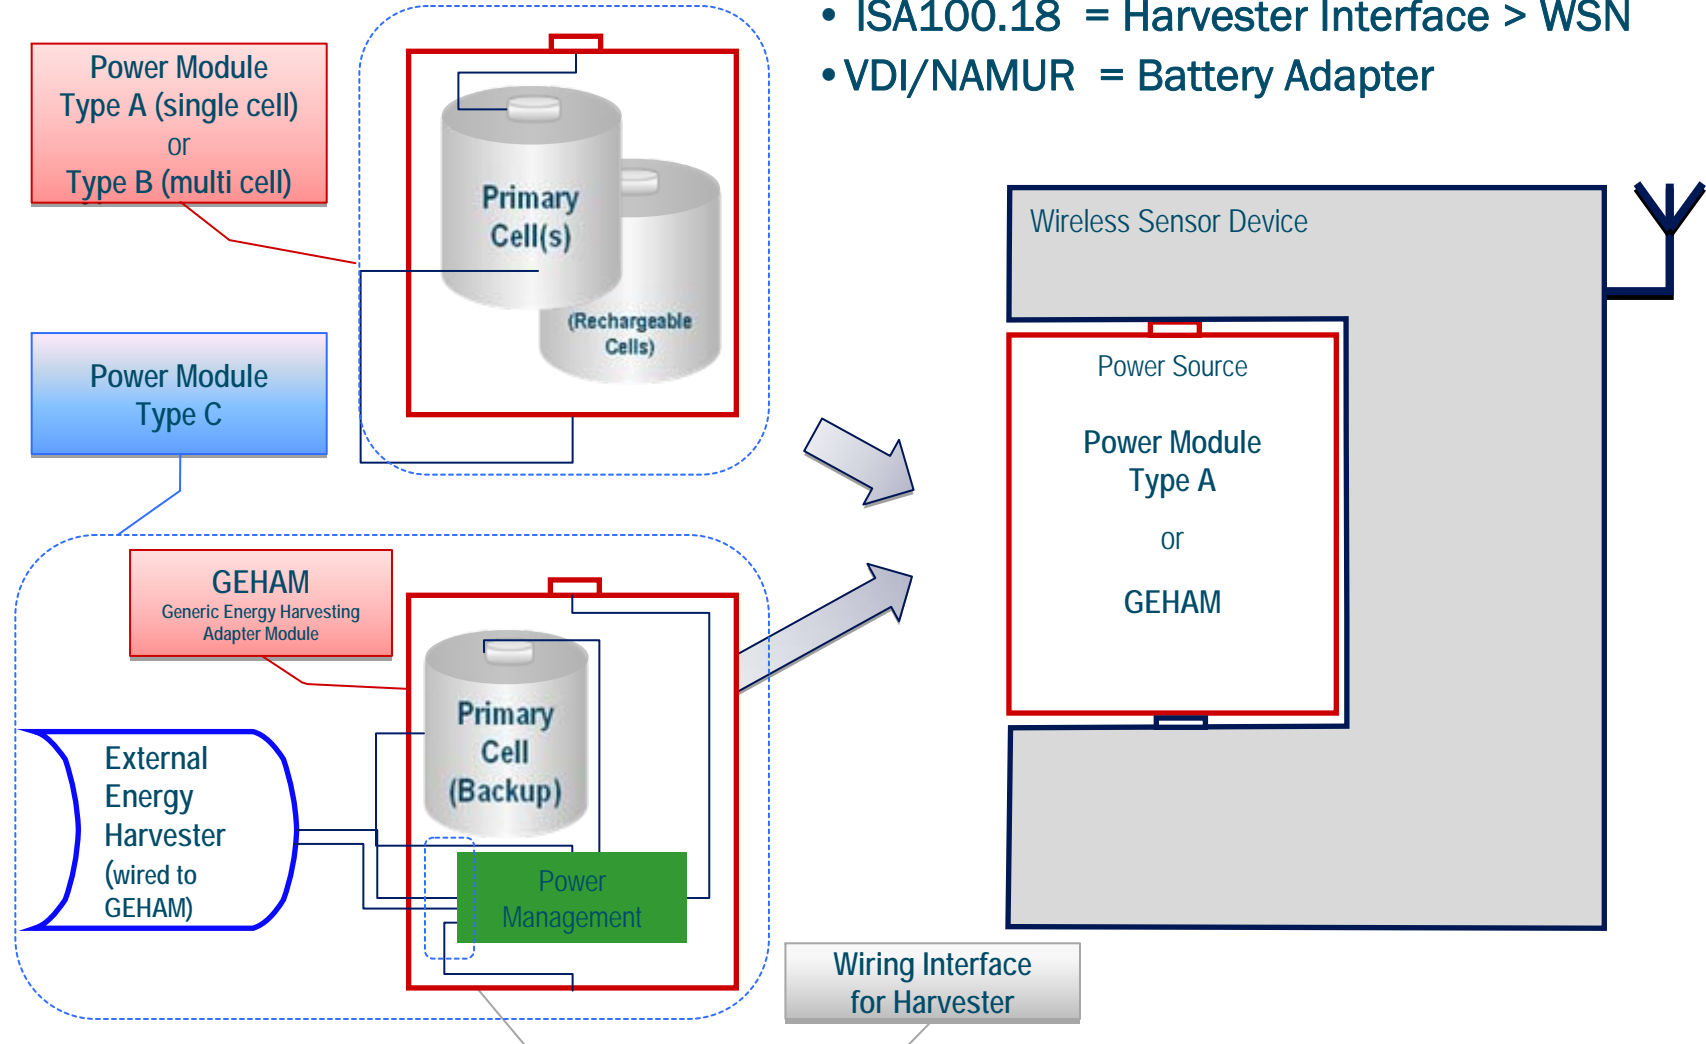 • ISA100.18 = Harvester Interface > WSN
• VDI/NAMUR = Battery Adapter
Power Module
Type A (single cell)
or
Type B (multi cell)
Primary
Cell(s)
(Rechargeable
Cells)
Power Module
Type C
GEHAM
Generic Energy Harvesting
Adapter Module
Primary
Cell
(Backup)
External
Energy
Harvester
(wired to
GEHAM)
Power
Management
Wiring Interface
for Harvester
Wireless Sensor Device
Power Source
Power Module
Type A
or
GEHAM